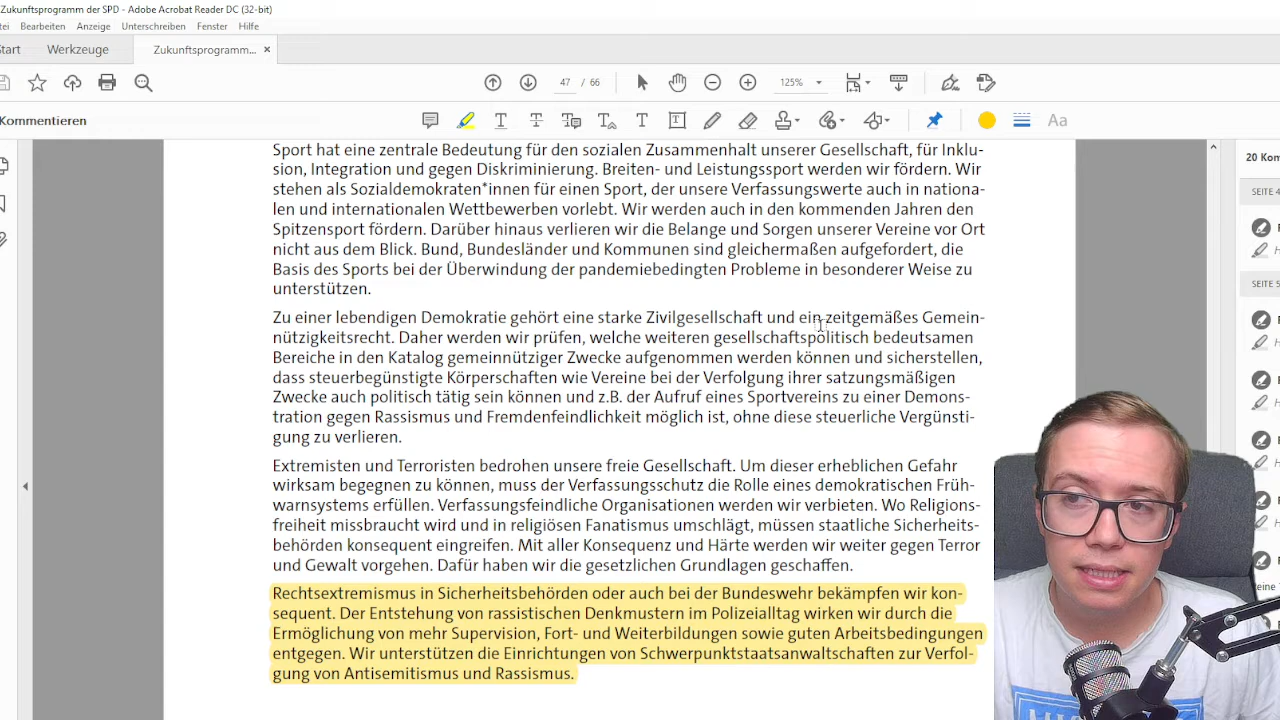 Zukunftsprogramm der SPD - Adobe Acrobat Reader DC (32-bit)
Bearbeiten Anzeige Unterschreiben Fenster Hilfe
Werkzeuge Zukunftsprogramm... ×
47 / 66 125%
Kommentieren Aa
Sport hat eine zentrale Bedeutung für den sozialen Zusammenhalt unserer Gesellschaft, für Inklu-
sion, Integration und gegen Diskriminierung. Breiten- und Leistungssport werden wir fördern. Wir
stehen als Sozialdemokraten*innen für einen Sport, der unsere Verfassungswerte auch in nationa-
len und internationalen Wettbewerben vorlebt. Wir werden auch in den kommenden Jahren den
Spitzensport fördern. Darüber hinaus verlieren wir die Belange und Sorgen unserer Vereine vor Ort
nicht aus dem Blick. Bund, Bundesländer und Kommunen sind gleichermaßen aufgefordert, die
Basis des Sports bei der Überwindung der pandemiebedingten Probleme in besonderer Weise zu
unterstützen.
Zu einer lebendigen Demokratie gehört eine starke Zivilgesellschaft und ein zeitgemäßes Gemein-
nützigkeitsrecht. Daher werden wir prüfen, welche weiteren gesellschaftspolitisch bedeutsamen
Bereiche in den Katalog gemeinnütziger Zwecke aufgenommen werden können und sicherstellen,
dass steuerbegünstigte Körperschaften wie Vereine bei der Verfolgung ihrer satzungsmäßigen
Zwecke auch politisch tätig sein können und z.B. der Aufruf eines Sportvereins zu einer Demons-
tration gegen Rassismus und Fremdenfeindlichkeit möglich ist, ohne diese steuerliche Vergünsti-
gung zu verlieren.
Extremisten und Terroristen bedrohen unsere freie Gesellschaft. Um dieser erheblichen Gefahr
wirksam begegnen zu können, muss der Verfassungsschutz die Rolle eines demokratischen Früh-
warnsystems erfüllen. Verfassungsfeindliche Organisationen werden wir verbieten. Wo Religions-
freiheit missbraucht wird und in religiösen Fanatismus umschlägt, müssen staatliche Sicherheits-
behörden konsequent eingreifen. Mit aller Konsequenz und Härte werden wir weiter gegen Terror
und Gewalt vorgehen. Dafür haben wir die gesetzlichen Grundlagen geschaffen.
Rechtsextremismus in Sicherheitsbehörden oder auch bei der Bundeswehr bekämpfen wir kon-
sequent. Der Entstehung von rassistischen Denkmustern im Polizeialltag wirken wir durch die
Ermöglichung von mehr Supervision, Fort- und Weiterbildungen sowie guten Arbeitsbedingungen
entgegen. Wir unterstützen die Einrichtungen von Schwerpunktstaatsanwaltschaften zur Verfol-
gung von Antisemitismus und Rassismus.
20
SEITE 4
SEITE 5